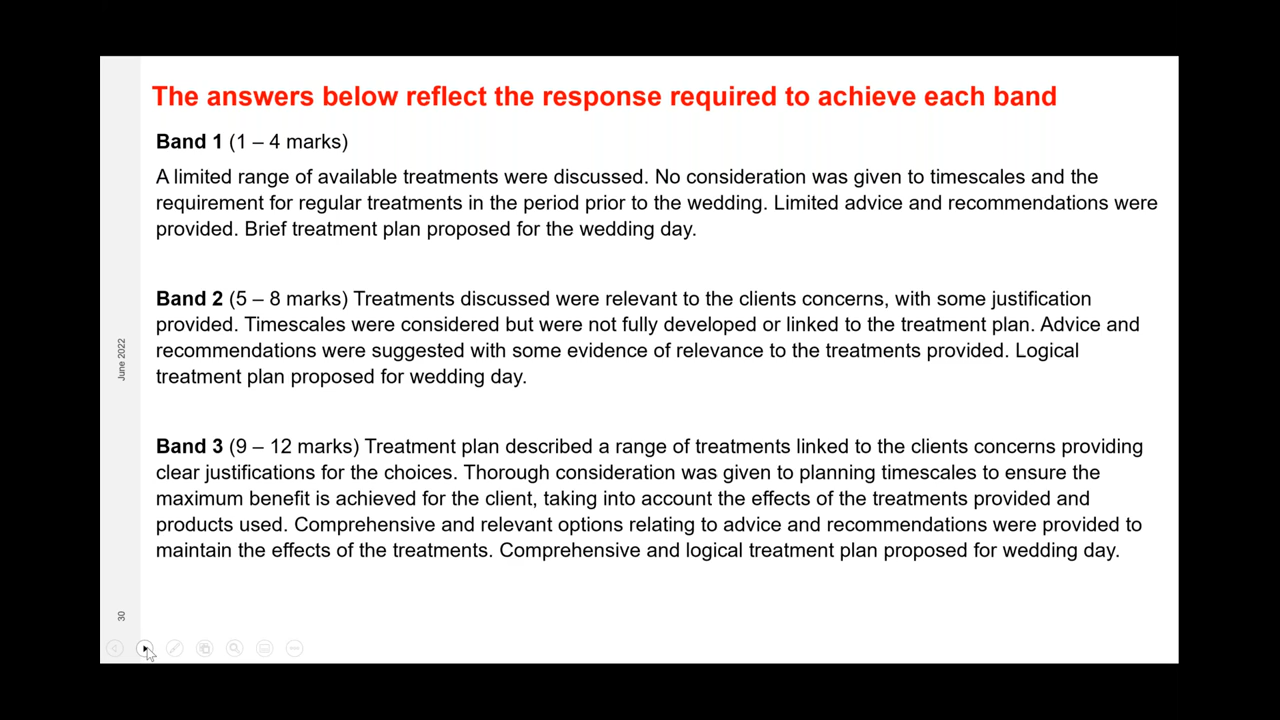 The answers below reflect the response required to achieve each band
Band 1 (1 – 4 marks)
A limited range of available treatments were discussed. No consideration was given to timescales and the
requirement for regular treatments in the period prior to the wedding. Limited advice and recommendations were
provided. Brief treatment plan proposed for the wedding day.
Band 2 (5 – 8 marks) Treatments discussed were relevant to the clients concerns, with some justification
provided. Timescales were considered but were not fully developed or linked to the treatment plan. Advice and
recommendations were suggested with some evidence of relevance to the treatments provided. Logical
treatment plan proposed for wedding day.
Band 3 (9 – 12 marks) Treatment plan described a range of treatments linked to the clients concerns providing
clear justifications for the choices. Thorough consideration was given to planning timescales to ensure the
maximum benefit is achieved for the client, taking into account the effects of the treatments provided and
products used. Comprehensive and relevant options relating to advice and recommendations were provided to
maintain the effects of the treatments. Comprehensive and logical treatment plan proposed for wedding day.
June 2022
30